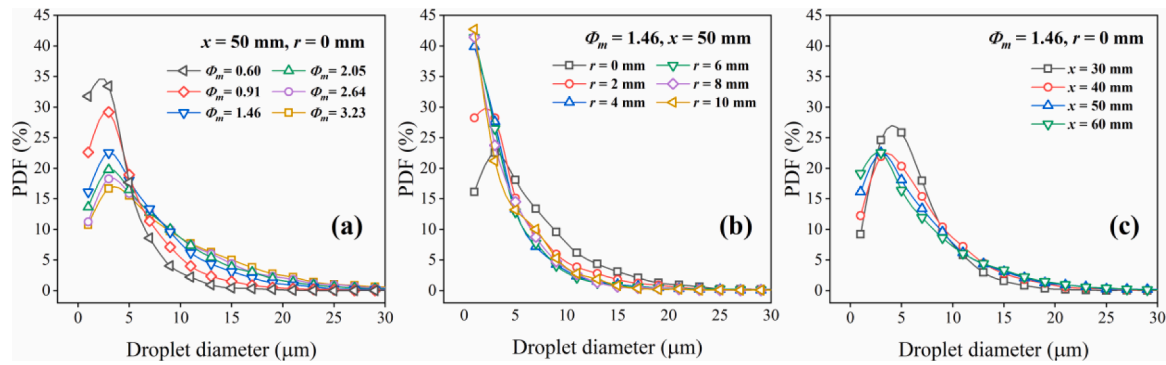 45
40
35
30
25
20
15
10
5
0
PDF (%)
x = 50 mm, r = 0 mm
Φm = 0.60
Φm = 2.05
Φm = 0.91
Φm = 2.64
Φm = 1.46
Φm = 3.23
(a)
0 5 10 15 20 25 30
Droplet diameter (μm)
45
40
35
30
25
20
15
10
5
0
PDF (%)
Φm = 1.46, x = 50 mm
r = 0 mm
r = 6 mm
r = 2 mm
r = 8 mm
r = 4 mm
r = 10 mm
(b)
0 5 10 15 20 25 30
Droplet diameter (μm)
45
40
35
30
25
20
15
10
5
0
PDF (%)
Φm = 1.46, r = 0 mm
x = 30 mm
x = 40 mm
x = 50 mm
x = 60 mm
(c)
0 5 10 15 20 25 30
Droplet diameter (μm)